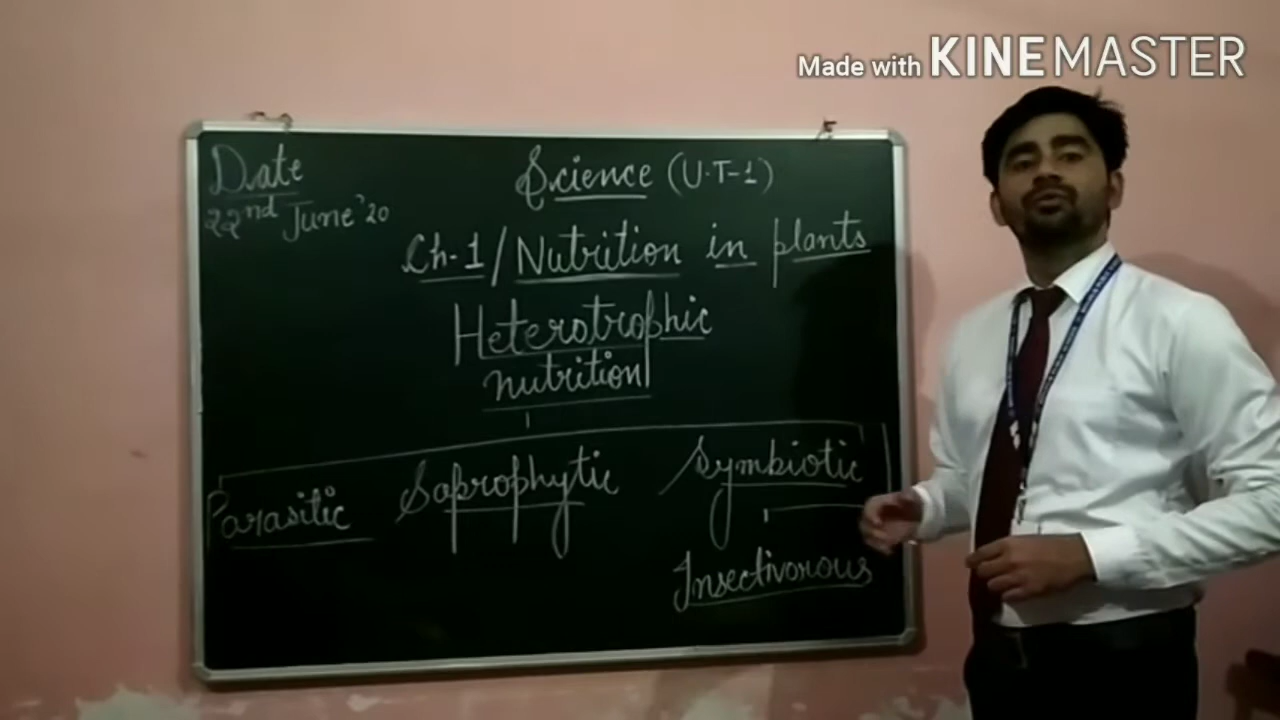 Made with KINEMASTER
Date
22nd June'20
Science (U.T-1)
Ch-1/Nutrition in plants
Heterotrophic
nutrition
Parasitic Saprophytic Symbiotic
Insectivorous